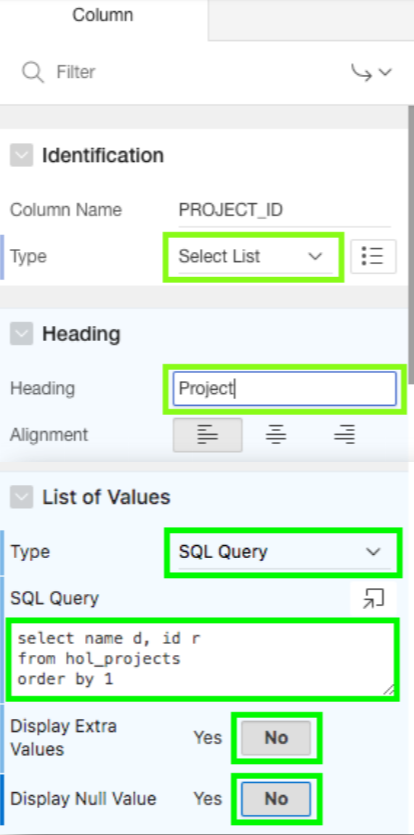 Column
Filter
Identification
Column Name PROJECT_ID
Type Select List
Heading
Heading Project
Alignment
List of Values
Type SQL Query
SQL Query
select name d, id r
from hol_projects
order by 1
Display Extra
Values Yes No
Display Null Value Yes No